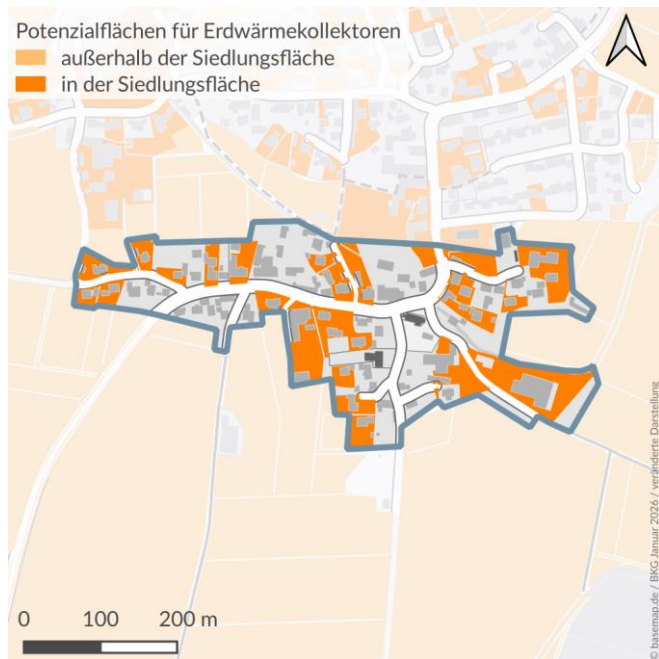 Potenzialflächen für Erdwärmekollektoren
außerhalb der Siedlungsfläche
in der Siedlungsfläche
0 100 200 m
© basemap.de / BKG Januar 2026 / veränderte Darstellung